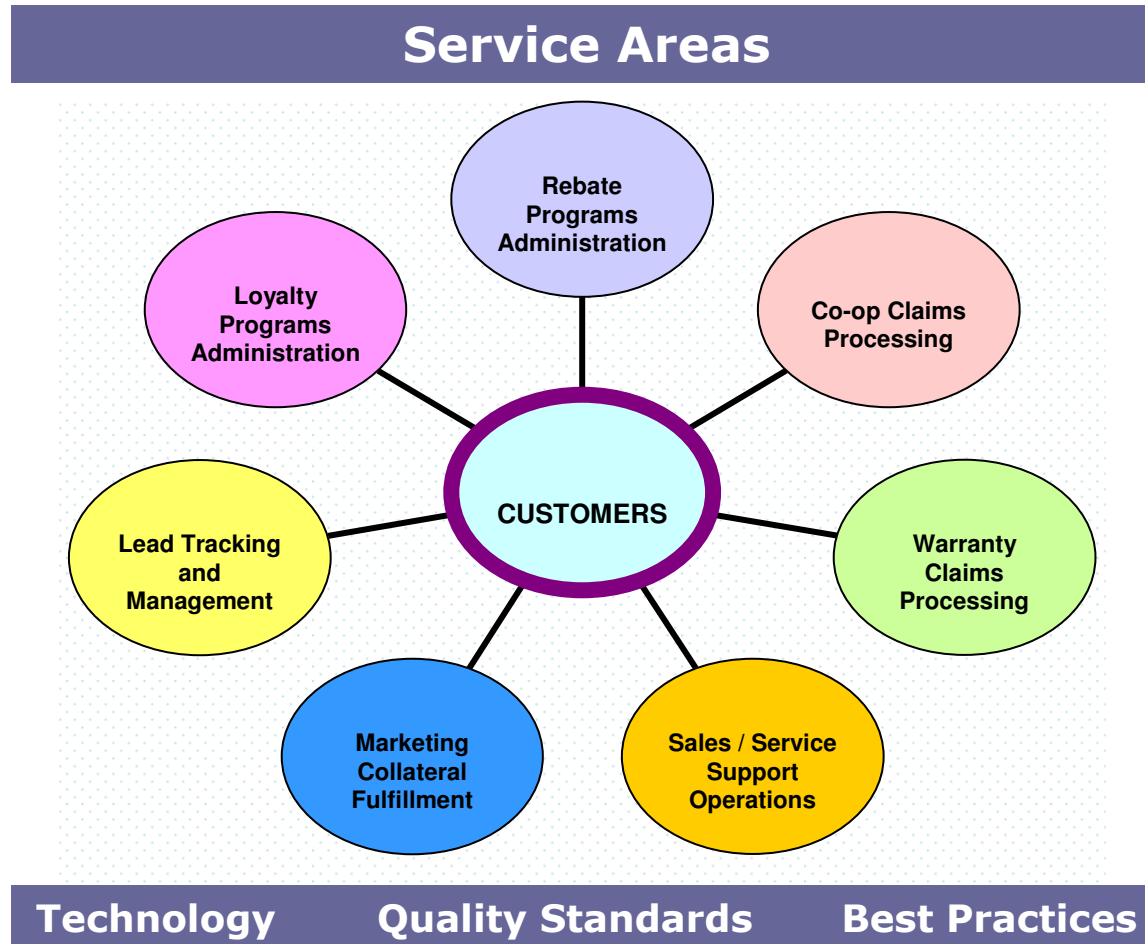 Service Areas
Rebate
Programs
Administration
Loyalty
Programs
Administration
Co-op Claims
Processing
CUSTOMERS
Lead Tracking
and
Management
Warranty
Claims
Processing
Marketing
Collateral
Fulfillment
Sales / Service
Support
Operations
Technology Quality Standards Best Practices